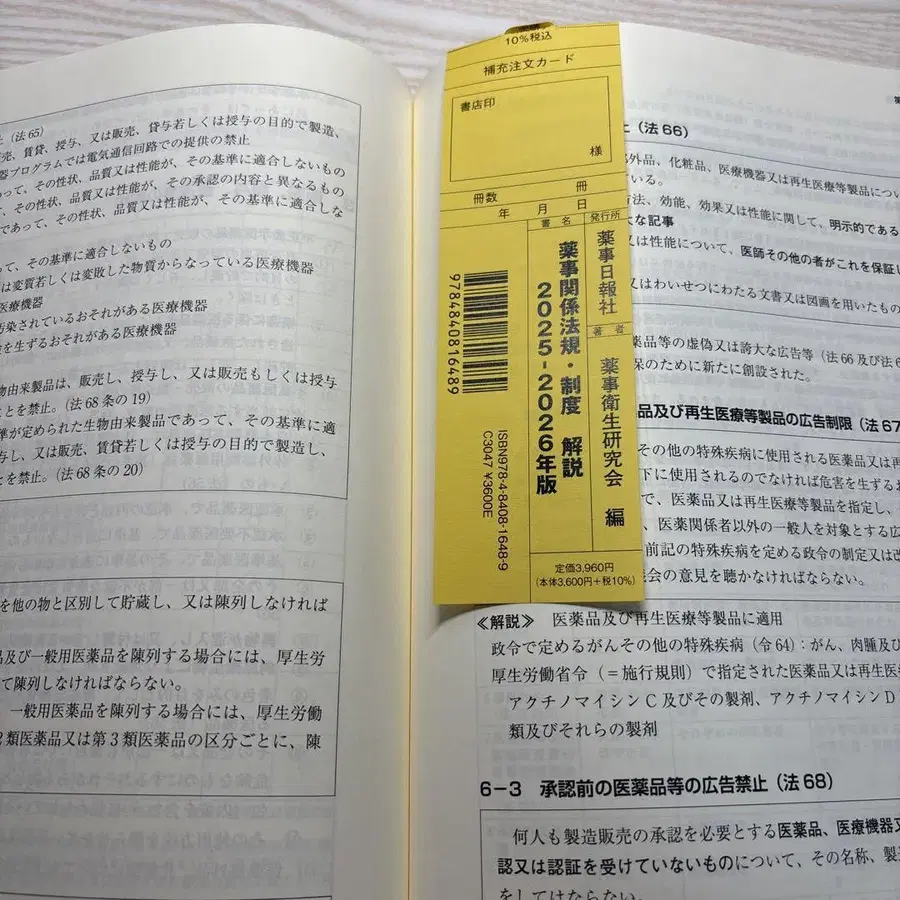 （法65）
売、賃貸、授与、又は販売、貸与若しくは授与の目的で製造、
器プログラムでは電気通信回路での提供の禁止
あって、その性状、品質又は性能が、その基準に適合しないもの
て、その性状、品質又は性能が、その承認の内容と異なるもの
であって、その性状、品質又は性能が、その基準に適合しな
って、その基準に適合しないもの
は変質若しくは変敗した物質からなっている医療機器
医療機器
汚染されているおそれがある医療機器
を生ずるおそれがある医療機器
物由来製品は、販売し、授与し、又は販売もしくは授与
ことを禁止。（法68条の19）
準が定められた生物由来製品であって、その基準に適
与し、又は販売、賃貸若しくは授与の目的で製造し、
とを禁止。（法68条の20）
を他の物と区別して貯蔵し、又は陳列しなければ
品及び一般用医薬品を陳列する場合には、厚生労
て陳列しなければならない。
一般用医薬品を陳列する場合には、厚生労働
2類医薬品又は第3類医薬品の区分ごとに、陳
10%税込
補充注文カード
書店印
様
冊数 冊
年 月 日
書名
発行所
薬事日報社
著者
薬事衛生研究会 編
薬事関係法規・制度 解説
2025-2026年版
9784840816489
ISBN978-4-8408-1648-9
C3047 ¥3600E
定価3,960円
（本体3,600円＋税10%）
（法66）
外品、化粧品、医療機器又は再生医療等製品につい
いる。
方法、効能、効果又は性能に関して、明示的である
な記事
又は性能について、医師その他の者がこれを保証し
又はわいせつにわたる文書又は図画を用いたもの
薬品等の虚偽又は誇大な広告等（法66及び法6
保のために新たに創設された。
品及び再生医療等製品の広告制限（法67
その他の特殊疾病に使用される医薬品又は再
下に使用されるのでなければ危害を生ずるお
で、医薬品又は再生医療等製品を指定し、
、医薬関係者以外の一般人を対象とする広
前記の特殊疾病を定める政令の制定又は改
会の意見を聴かなければならない。
≪解説≫ 医薬品及び再生医療等製品に適用
政令で定めるがんその他の特殊疾病（令64）：がん、肉腫及び
厚生労働省令（＝施行規則）で指定された医薬品又は再生医
アクチノマイシンC及びその製剤、アクチノマイシンD
類及びそれらの製剤
6-3 承認前の医薬品等の広告禁止（法68）
何人も製造販売の承認を必要とする医薬品、医療機器又
認又は認証を受けていないものについて、その名称、製
をしてはならない。